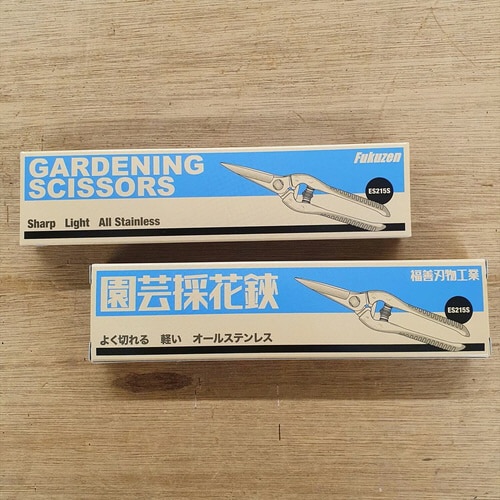 GARDENING
SCISSORS
Fukuzen
ES215S
Sharp Light All Stainless
園芸採花鋏
福善刃物工業
ES215S
よく切れる 軽い オールステンレス